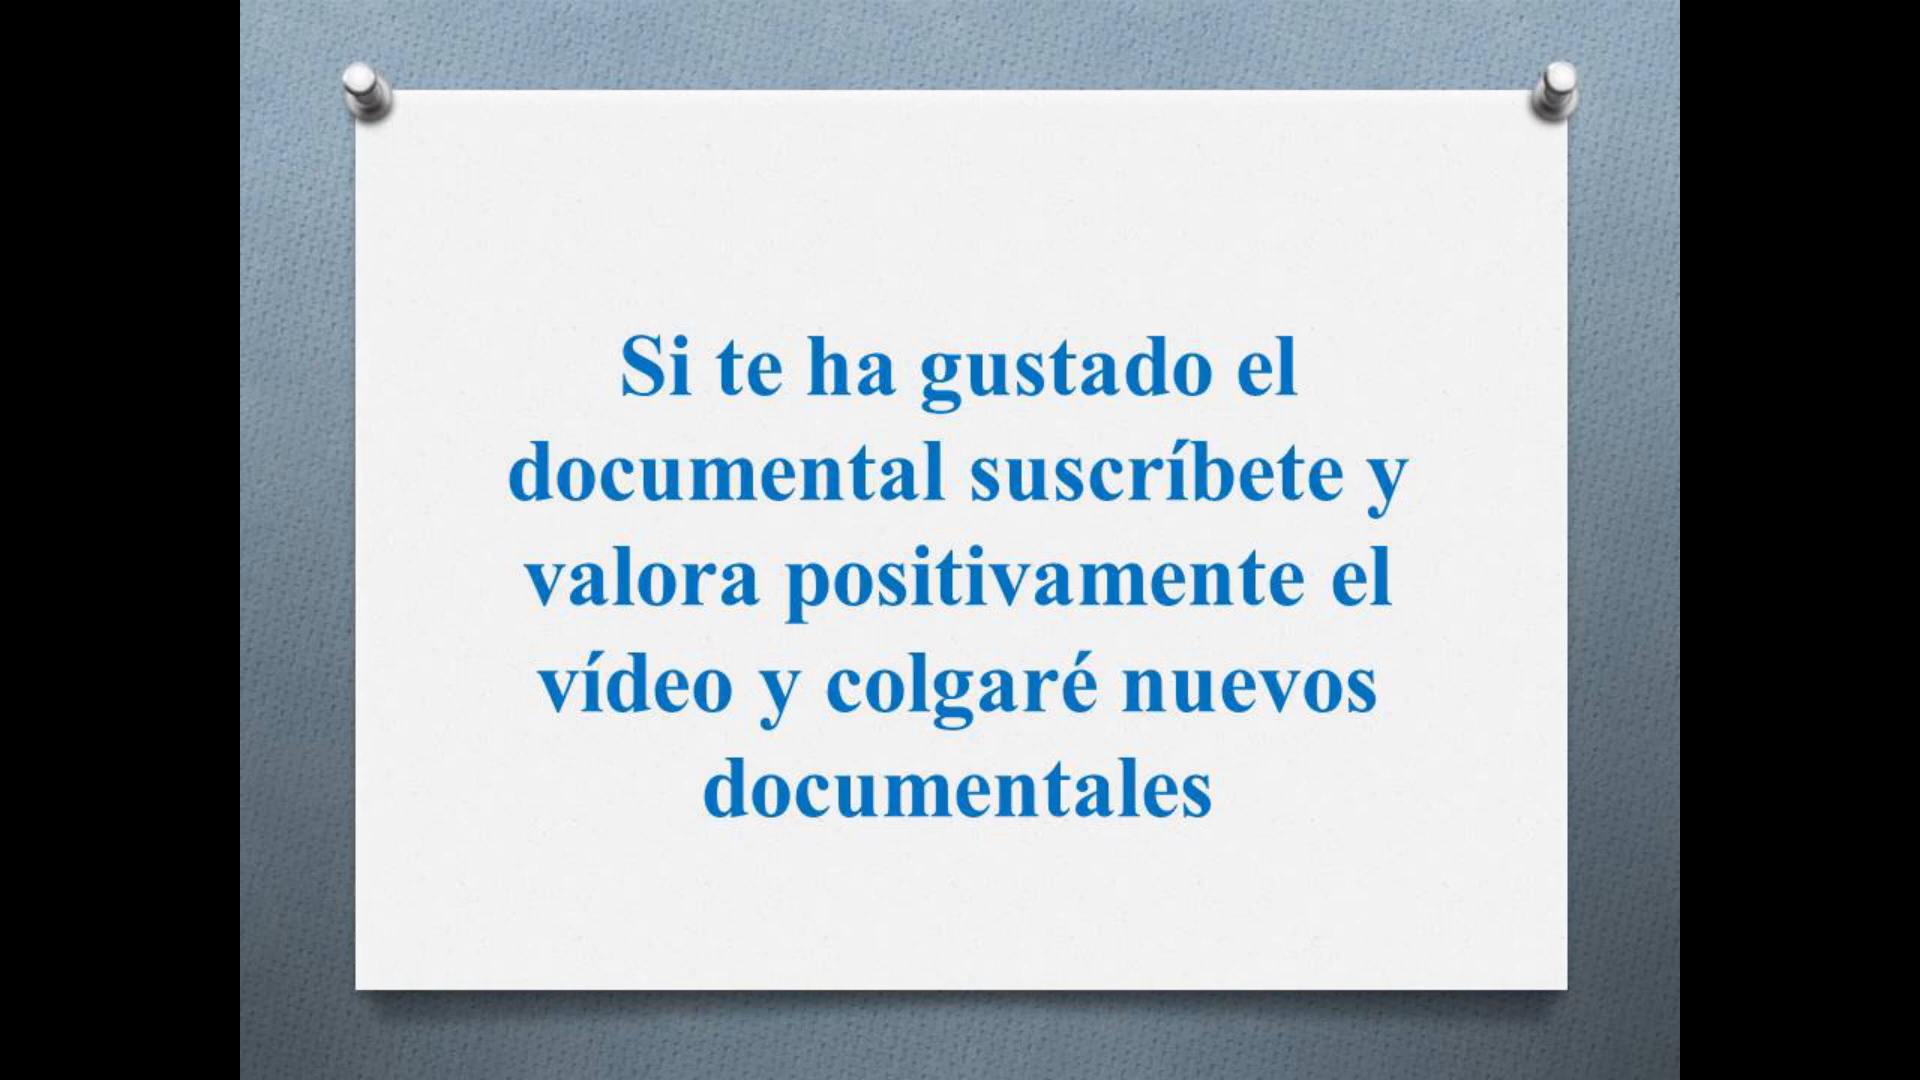 Si te ha gustado el
documental suscríbete y
valora positivamente el
vídeo y colgaré nuevos
documentales